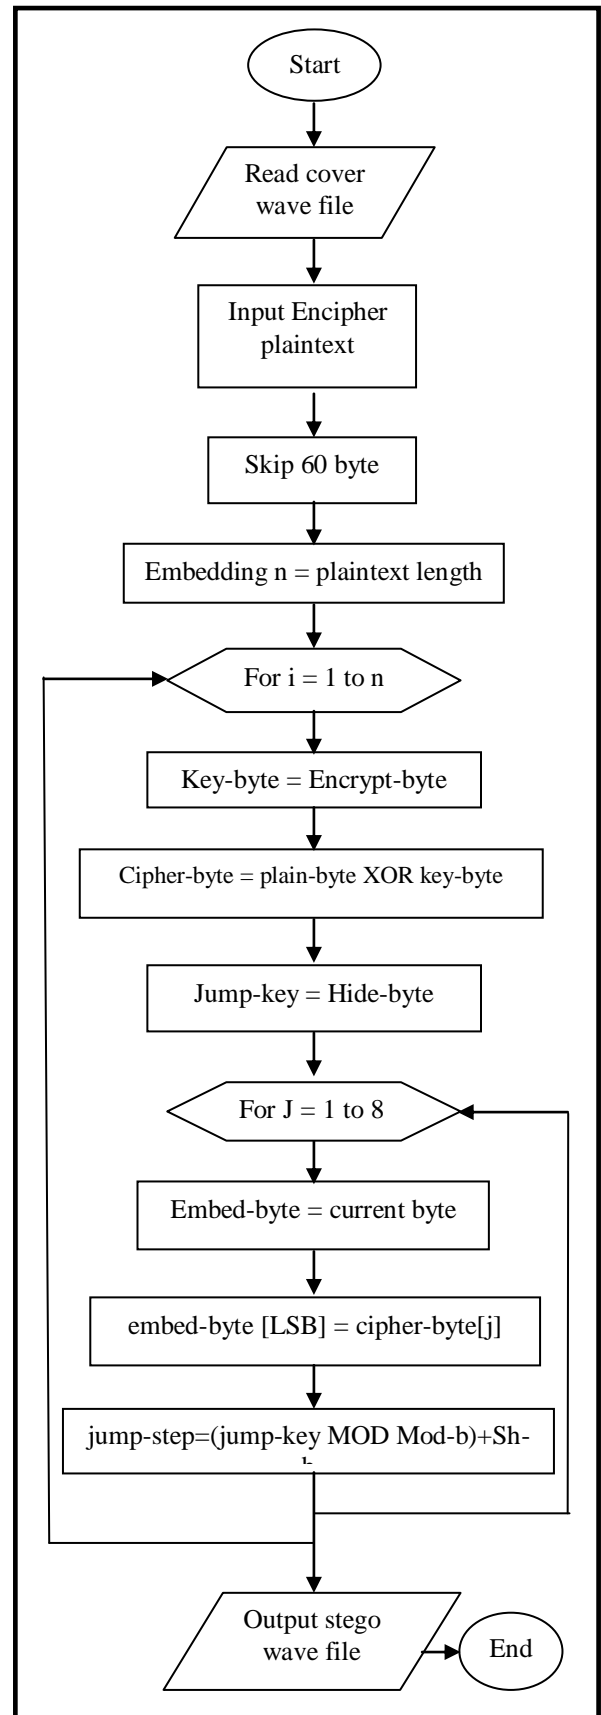 Start
Read cover
wave file
Input Encipher
plaintext
Skip 60 byte
Embedding n = plaintext length
For i = 1 to n
Key-byte = Encrypt-byte
Cipher-byte = plain-byte XOR key-byte
Jump-key = Hide-byte
For J = 1 to 8
Embed-byte = current byte
embed-byte [LSB] = cipher-byte[j]
jump-step=(jump-key MOD Mod-b)+Sh-
Output stego
wave file
End